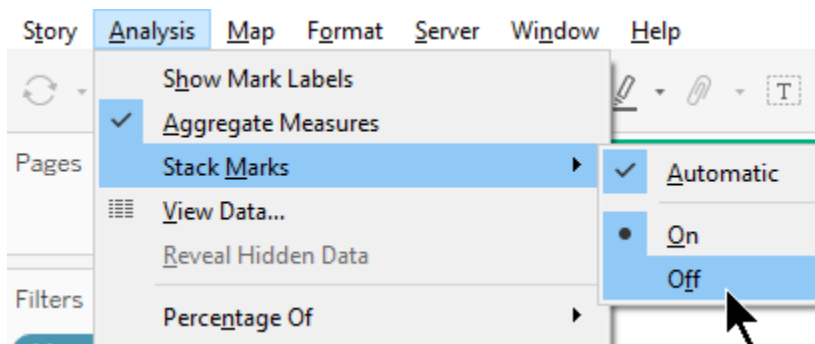 Story Analysis Map Format Server Window Help
Show Mark Labels
T
Aggregate Measures
Pages
Stack Marks
Automatic
View Data...
On
Reveal Hidden Data
Off
Filters
Percentage Of